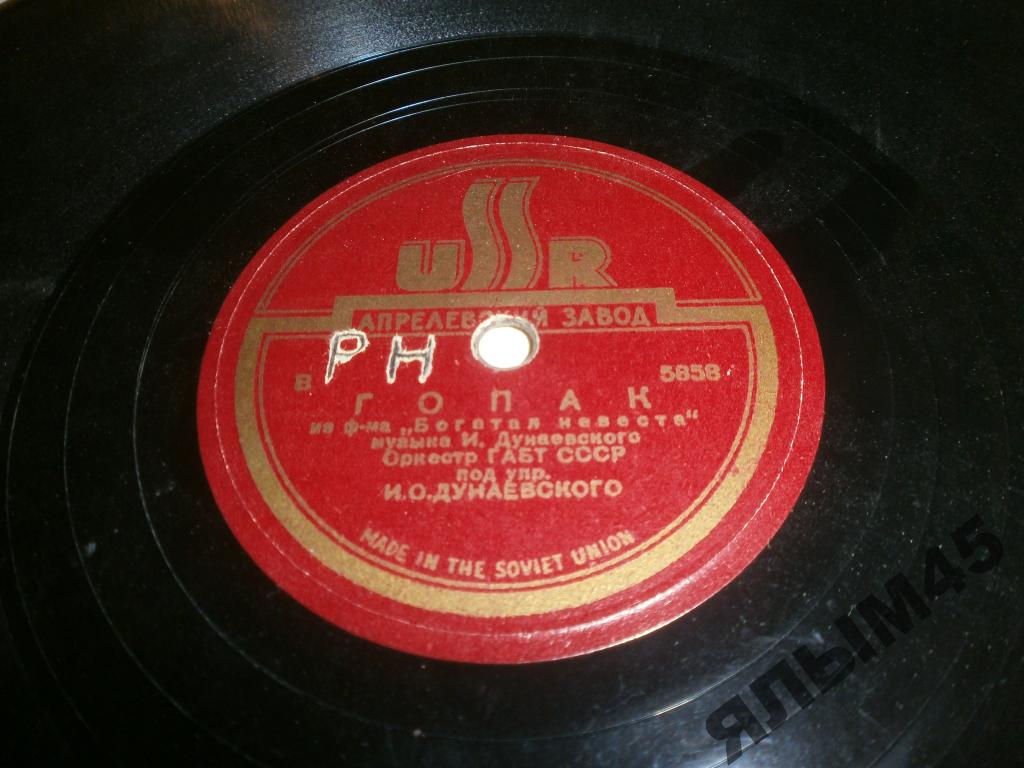 USSR
АПРЕЛЕВСКИЙ ЗАВОД
РН
В 5858
ГОПАК
из ф-ма „Богатая невеста“
музыка И. Дунаевского
Оркестр ГАБТ СССР
под упр.
И.О.ДУНАЕВСКОГО
MADE IN THE SOVIET UNION
ЯЛЫМ45